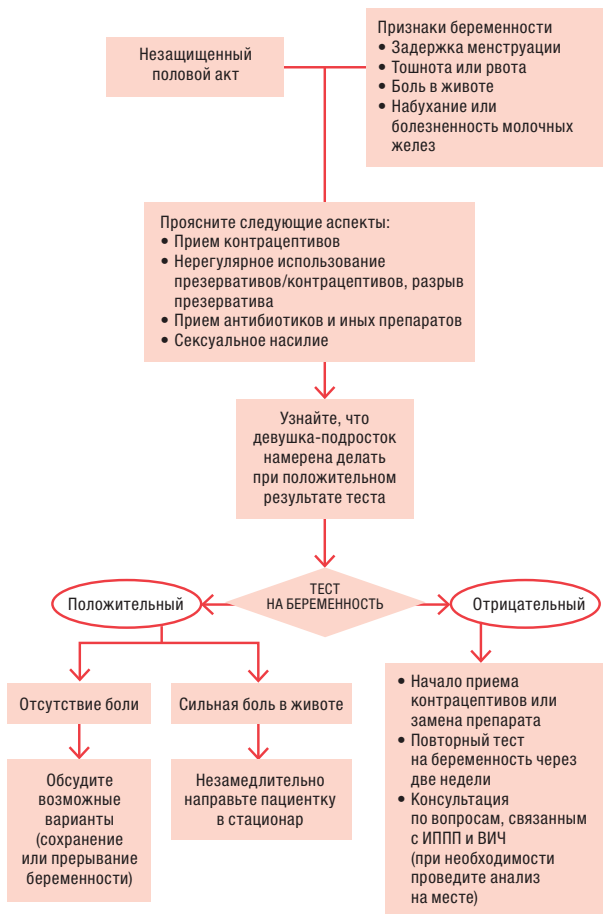 Незащищенный
половой акт
Признаки беременности
• Задержка менструации
• Тошнота или рвота
• Боль в животе
• Набухание или
болезненность молочных
желез
Проясните следующие аспекты:
• Прием контрацептивов
• Нерегулярное использование
презервативов/контрацептивов, разрыв
презерватива
• Прием антибиотиков и иных препаратов
• Сексуальное насилие
Узнайте, что
девушка-подросток
намерена делать
при положительном
результате теста
ТЕСТ
НА БЕРЕМЕННОСТЬ
Положительный
Отрицательный
Отсутствие боли
Сильная боль в животе
Обсудите
возможные
варианты
(сохранение
или прерывание
беременности)
Незамедлительно
направьте пациентку
в стационар
• Начало приема
контрацептивов или
замена препарата
• Повторный тест
на беременность через
две недели
• Консультация
по вопросам, связанным
с ИППП и ВИЧ
(при необходимости
проведите анализ
на месте)